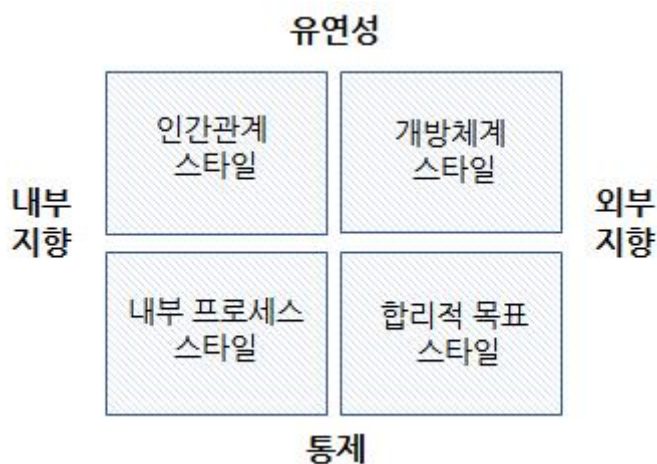 유연성
인간관계
스타일
개방체계
스타일
내부
지향
외부
지향
내부 프로세스
스타일
합리적 목표
스타일
통제